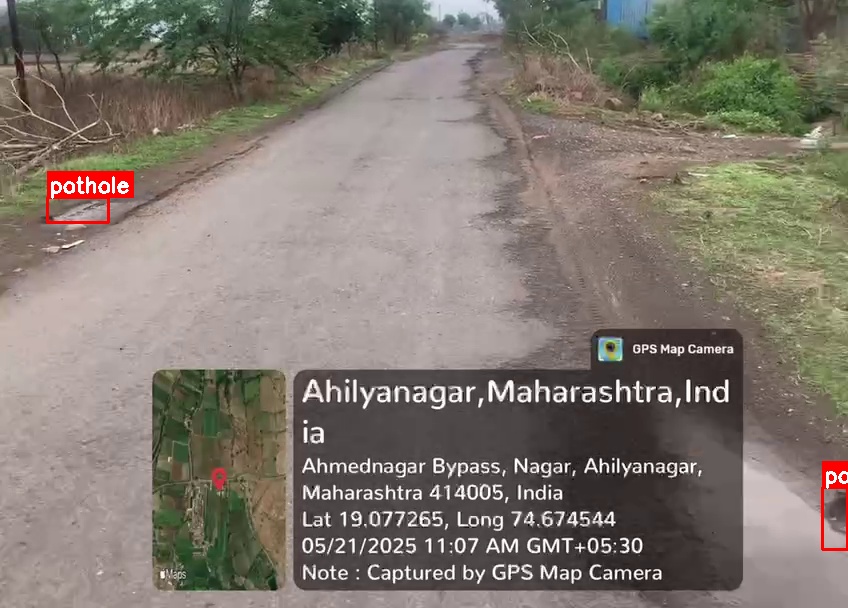 pothole
GPS Map Camera
Ahilyanagar,Maharashtra,Ind
ia
Ahmednagar Bypass, Nagar, Ahilyanagar,
Maharashtra 414005, India
Lat 19.077265, Long 74.674544
05/21/2025 11:07 AM GMT+05:30
Note : Captured by GPS Map Camera
Maps
po